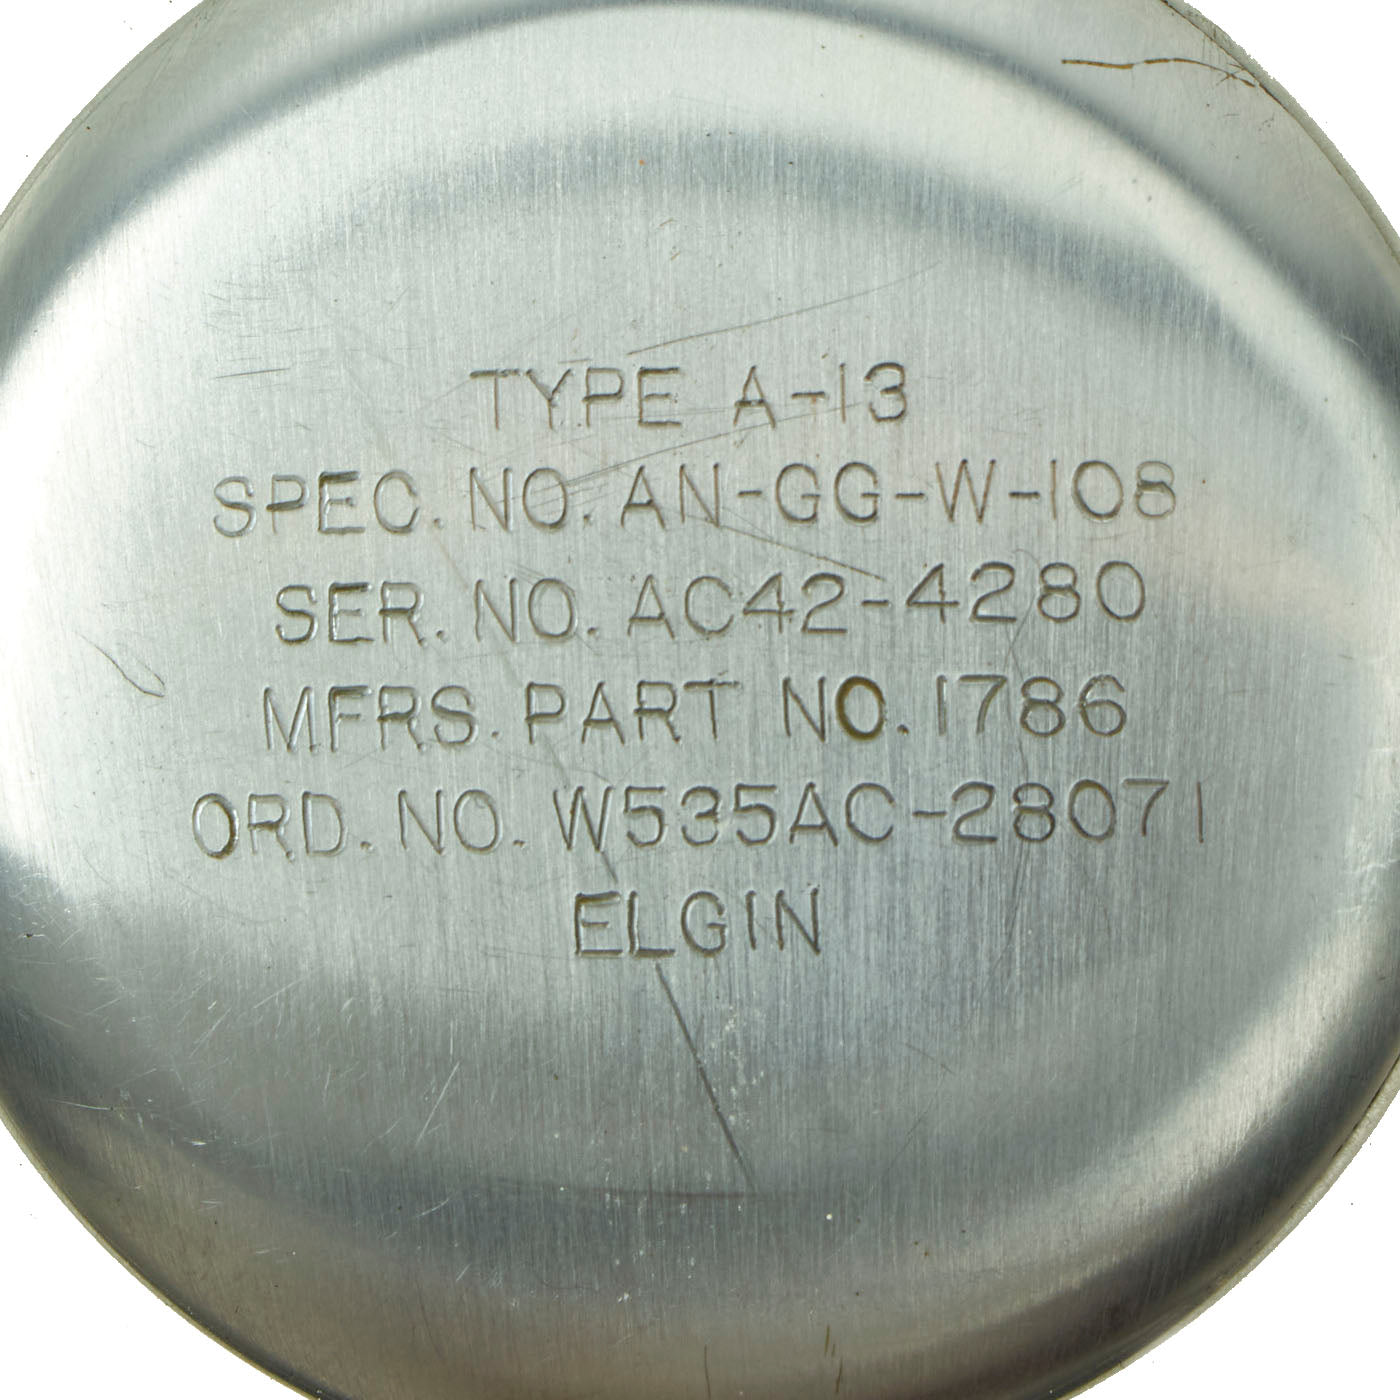 TYPE A-13
SPEC. NO. AN-GG-W-108
SER. NO. AC42-4280
MFRS. PART NO. 1786
ORD. NO. W535AC-28071
ELGIN